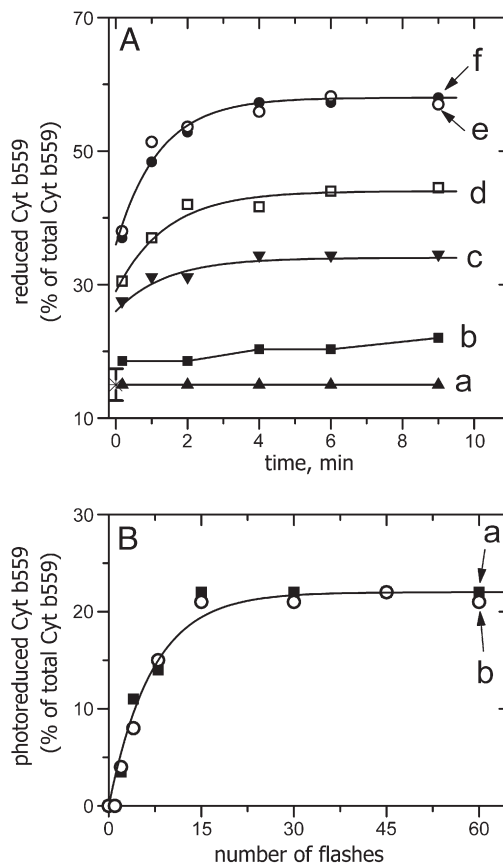 A
reduced Cyt b559
(% of total Cyt b559)
70
50
30
10
f
e
d
c
b
a
0
2
4
6
8
10
time, min
B
photoreduced Cyt b559
(% of total Cyt b559)
30
20
10
0
a
b
0
15
30
45
60
number of flashes